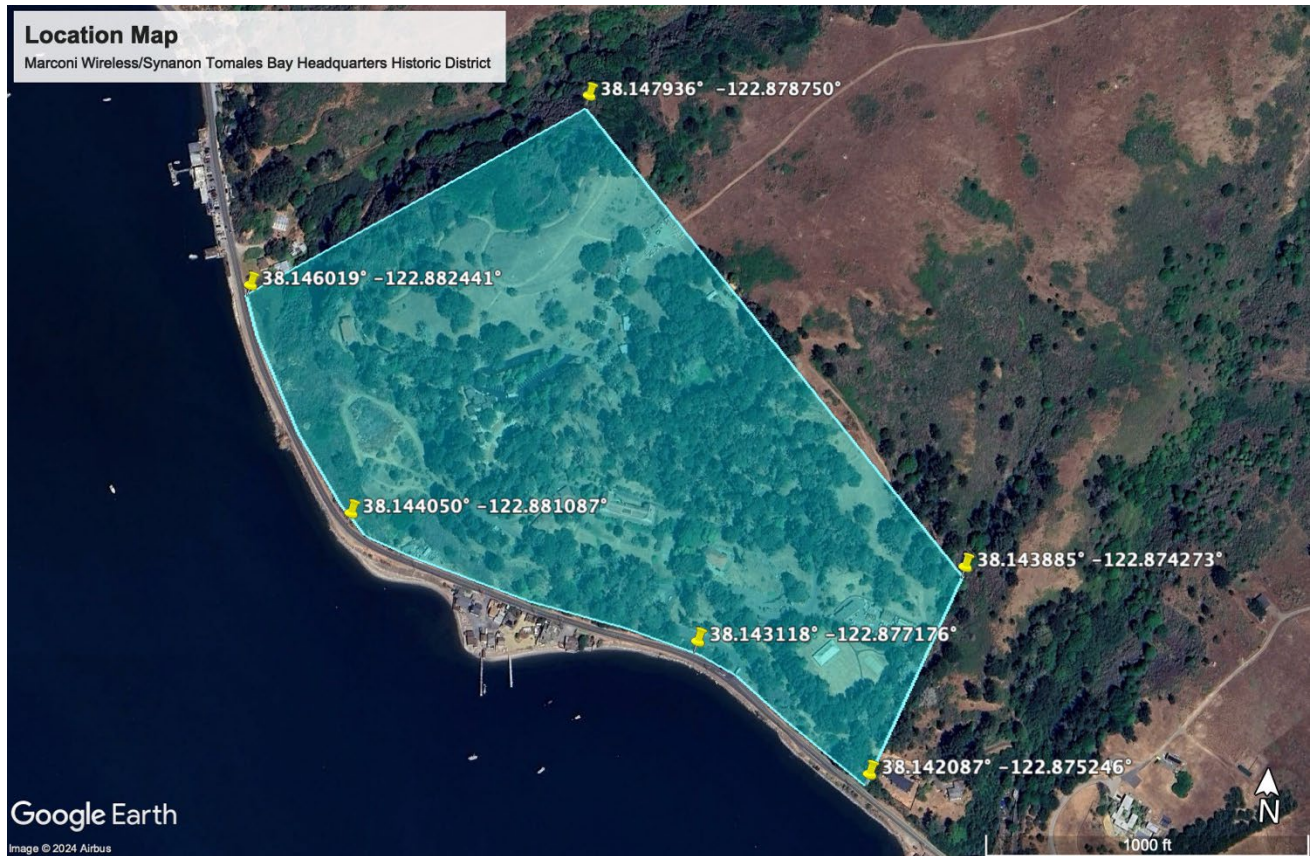 Location Map
Marconi Wireless/Synanon Tomales Bay Headquarters Historic District
38.147936° -122.878750°
38.146019° -122.882441°
38.144050° -122.881087°
38.143885° -122.874273°
38.143118° -122.877176°
38.142087° -122.875246°
Google Earth
N
1000 ft
Image © 2024 Airbus